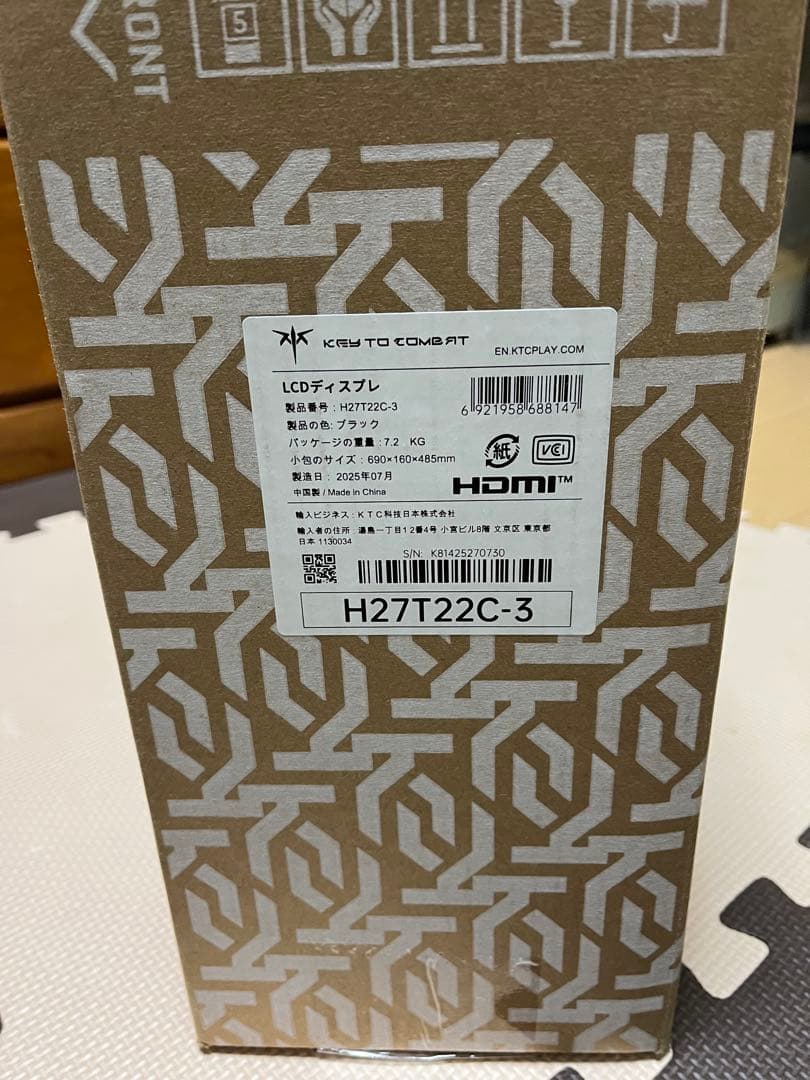 FRONT
5
KEY TO COMBAT
EN.KTCPLAY.COM
LCDディスプレ
製品番号 : H27T22C-3
製品の色: ブラック
パッケージの重量 : 7.2 KG
小包のサイズ : 690×160×485mm
製造日 : 2025年07月
中国製 / Made in China
6 921958 688147
紙
VCI
HDMI™
輸入ビジネス : KTC科技日本株式会社
輸入者の住所 : 湯島一丁目12番4号 小宮ビル8階 文京区 東京都
日本 1130034
S/N: K81425270730
H27T22C-3